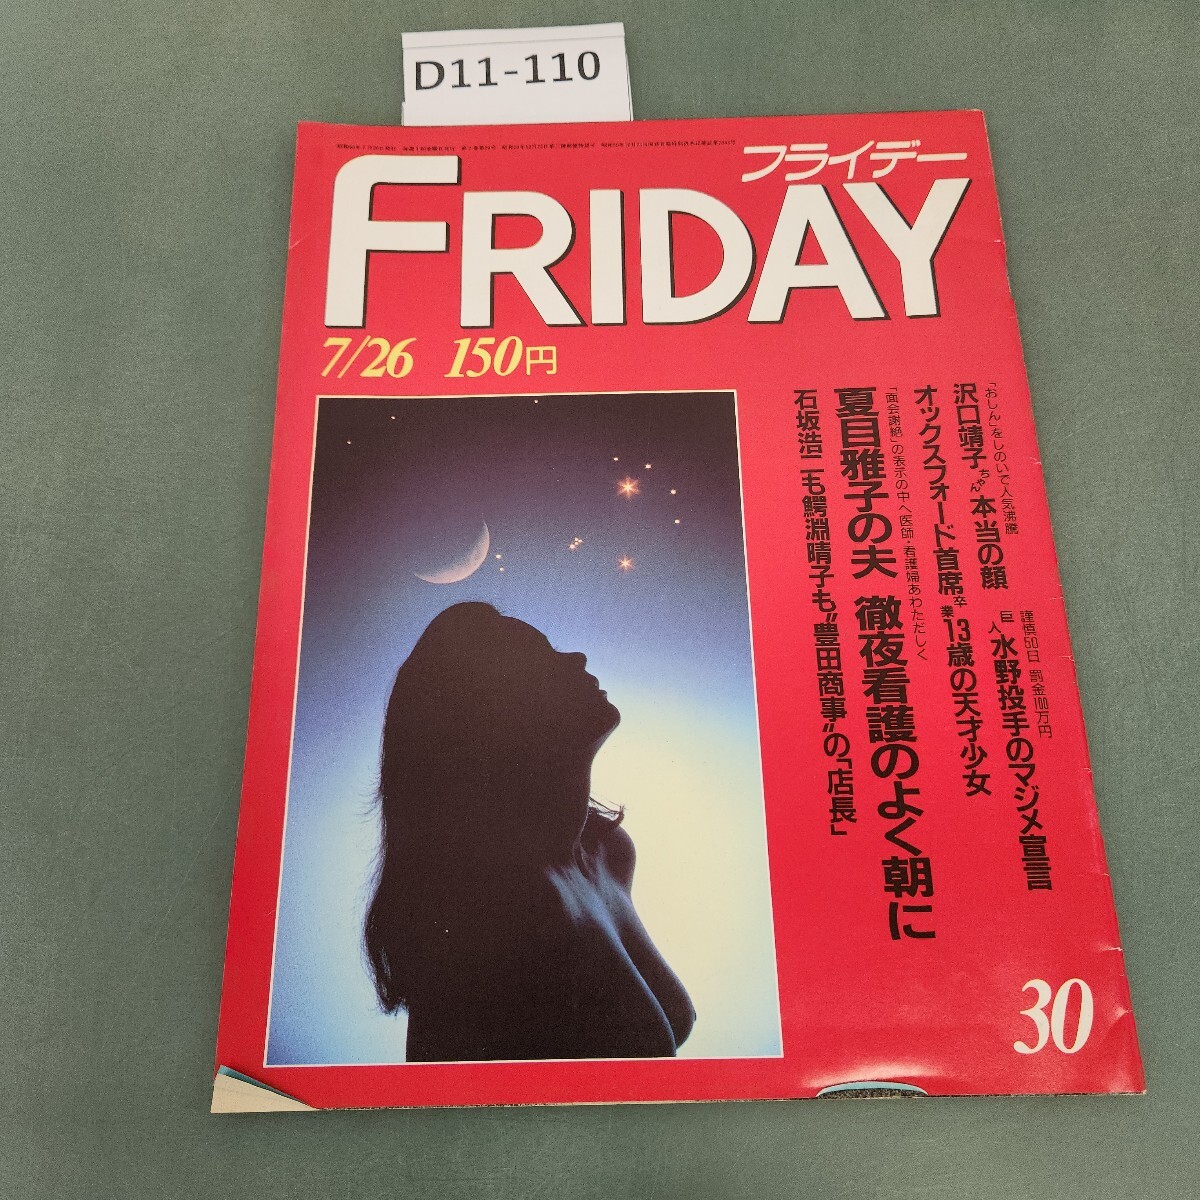 D11-110
フライデー
FRIDAY
7/26 150円
謹慎50日 罰金100万円
巨人水野投手のマジメ宣言
「おしん」をしのいで人気沸騰
沢口靖子ちゃん本当の顔
オックスフォード首席卒業13歳の天才少女
「面会謝絶」の表示の中へ医師・看護婦あわただしく
夏目雅子の夫 徹夜看護のよく朝に
石坂浩二も鰐淵晴子も〝豊田商事〟の「店長」
30